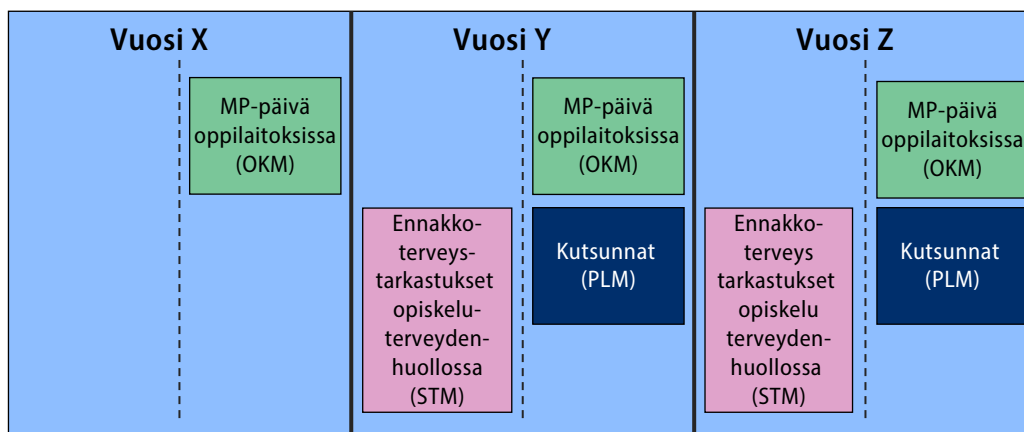 Vuosi X
MP-päivä
oppilaitoksissa
(OKM)
Vuosi Y
MP-päivä
oppilaitoksissa
(OKM)
Ennakko-
terveys-
tarkastukset
opiskelu-
terveyden-
huollossa
(STM)
Kutsunnat
(PLM)
Vuosi Z
MP-päivä
oppilaitoksissa
(OKM)
Ennakko-
terveys
tarkastukset
opiskelu
terveyden-
huollossa
(STM)
Kutsunnat
(PLM)